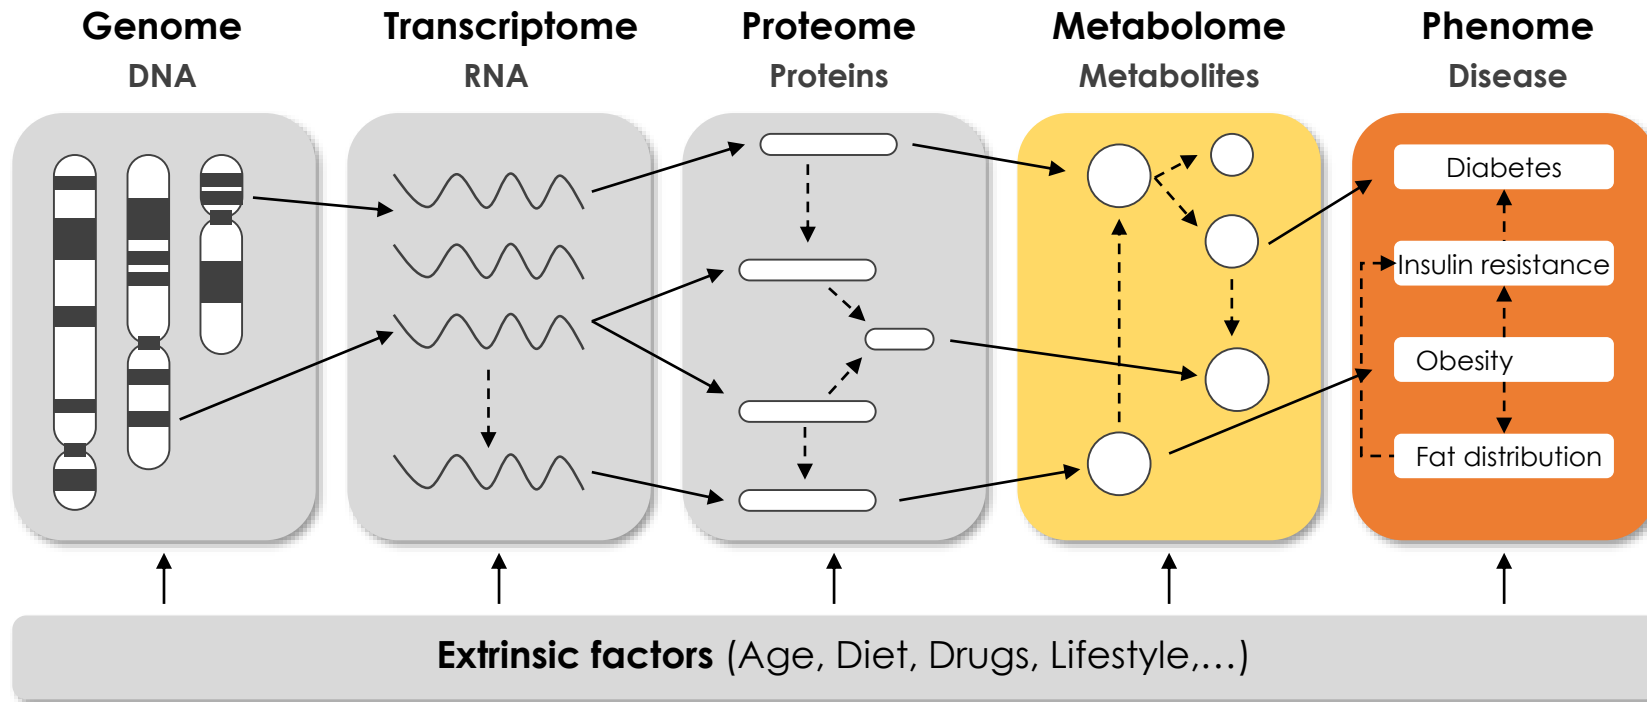 Genome
DNA
Transcriptome
RNA
Proteome
Proteins
Metabolome
Metabolites
Phenome
Disease
Diabetes
Insulin resistance
Obesity
Fat distribution
Extrinsic factors (Age, Diet, Drugs, Lifestyle,...)